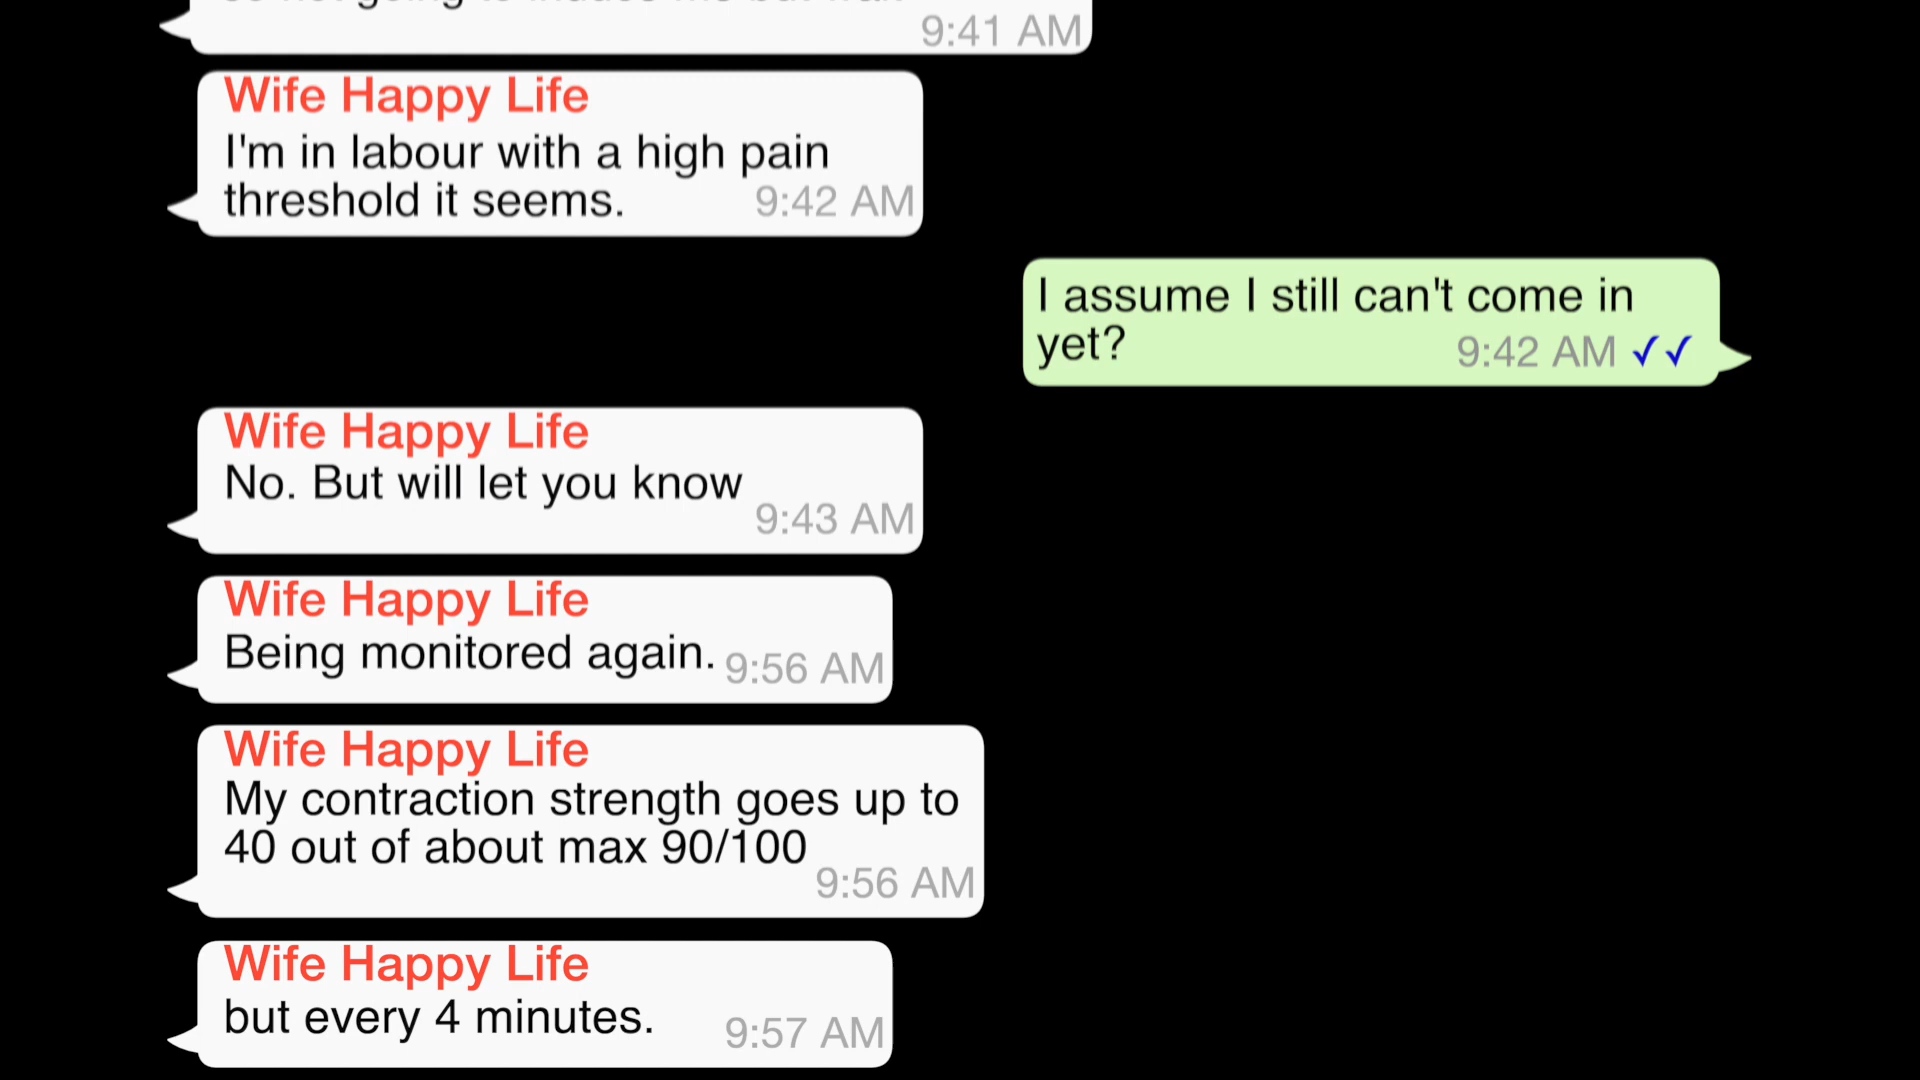 9:41 AM
Wife Happy Life
I'm in labour with a high pain
threshold it seems. 9:42 AM
I assume I still can't come in
yet? 9:42 AM ✓✓
Wife Happy Life
No. But will let you know
9:43 AM
Wife Happy Life
Being monitored again. 9:56 AM
Wife Happy Life
My contraction strength goes up to
40 out of about max 90/100
9:56 AM
Wife Happy Life
but every 4 minutes. 9:57 AM